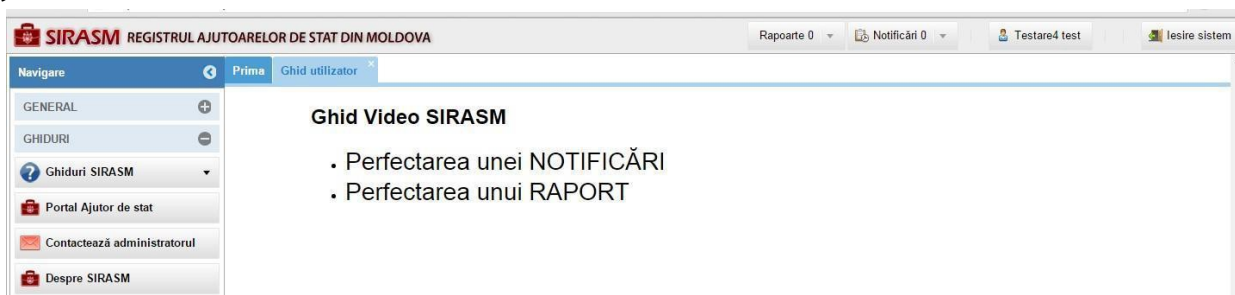 SIRASM REGISTRUL AJUTOARELOR DE STAT DIN MOLDOVA
Rapoarte 0
Notificări 0
Testare4 test
Iesire sistem
Navigare
Prima
Ghid utilizator
GENERAL
GHIDURI
Ghiduri SIRASM
Portal Ajutor de stat
Contactează administratorul
Despre SIRASM
Ghid Video SIRASM
• Perfectarea unei NOTIFICĂRI
• Perfectarea unui RAPORT